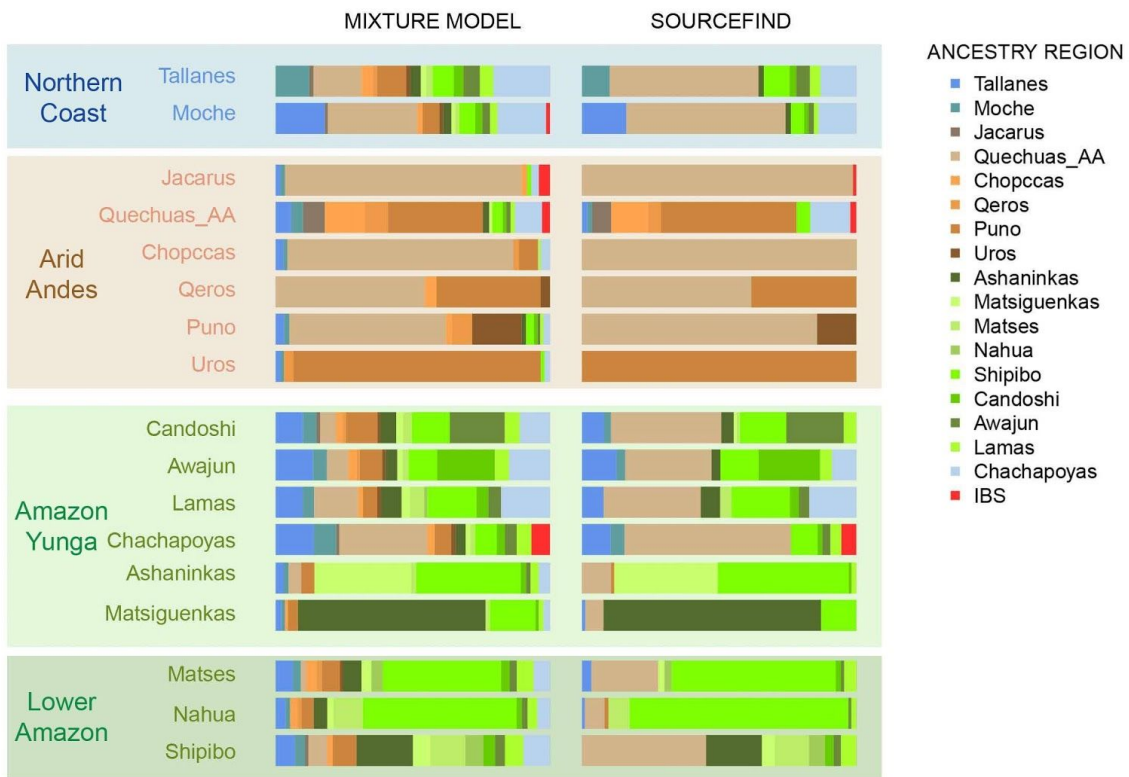 MIXTURE MODEL
SOURCEFIND
Northern
Coast
Tallanes
Moche
Arid
Andes
Jacarus
Quechuas_AA
Chopccas
Qeros
Puno
Uros
Amazon
Yunga
Candoshi
Awajun
Lamas
Chachapoyas
Ashaninkas
Matsiguenkas
Lower
Amazon
Matses
Nahua
Shipibo
ANCESTRY REGION
Tallanes
Moche
Jacarus
Quechuas_AA
Chopccas
Qeros
Puno
Uros
Ashaninkas
Matsiguenkas
Matses
Nahua
Shipibo
Candoshi
Awajun
Lamas
Chachapoyas
IBS